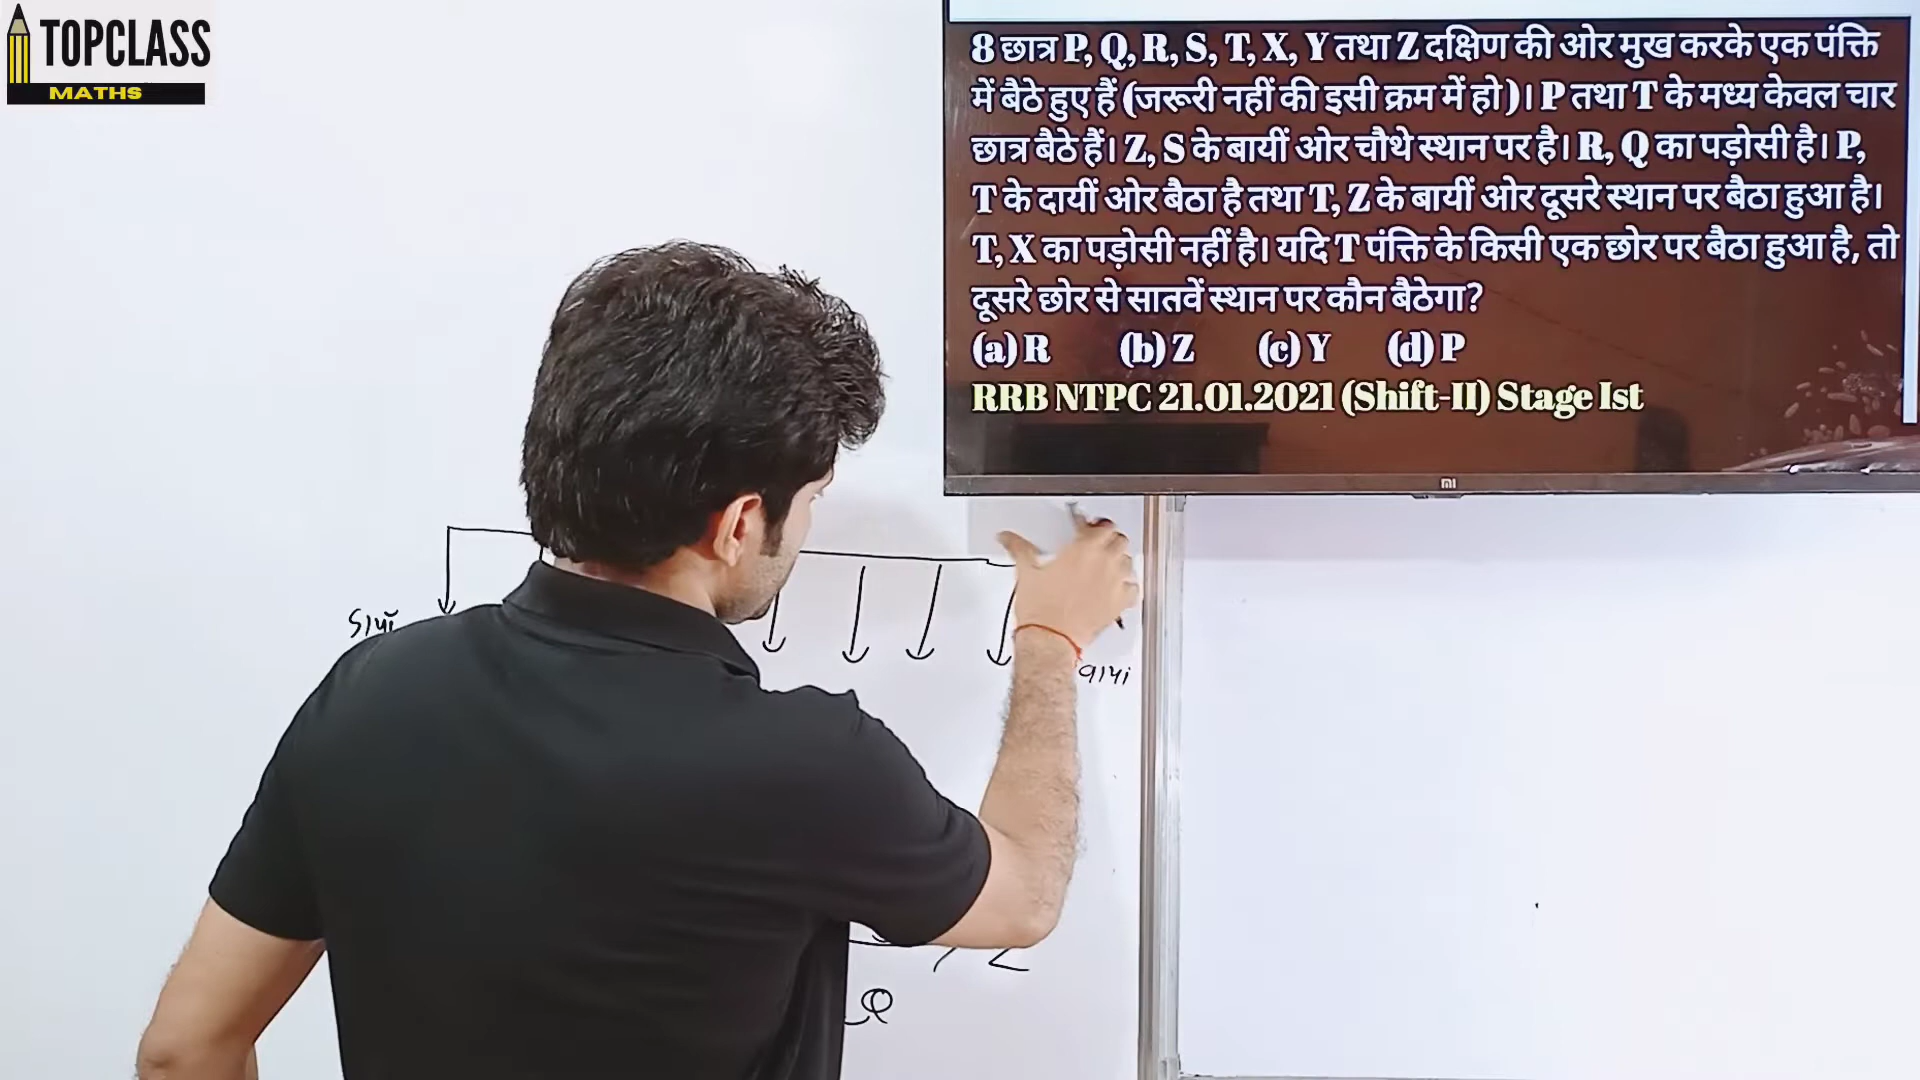 TOPCLASS
MATHS
8 छात्र P, Q, R, S, T, X, Y तथा Z दक्षिण की ओर मुख करके एक पंक्ति
में बैठे हुए हैं (जरूरी नहीं की इसी क्रम में हो)। P तथा T के मध्य केवल चार
छात्र बैठे हैं। Z, S के बायीं ओर चौथे स्थान पर है। R, Q का पड़ोसी है। P,
T के दायीं ओर बैठा है तथा T, Z के बायीं ओर दूसरे स्थान पर बैठा हुआ है।
T, X का पड़ोसी नहीं है। यदि T पंक्ति के किसी एक छोर पर बैठा हुआ है, तो
दूसरे छोर से सातवें स्थान पर कौन बैठेगा?
(a) R (b) Z (c) Y (d) P
RRB NTPC 21.01.2021 (Shift-II) Stage Ist
mi
Q